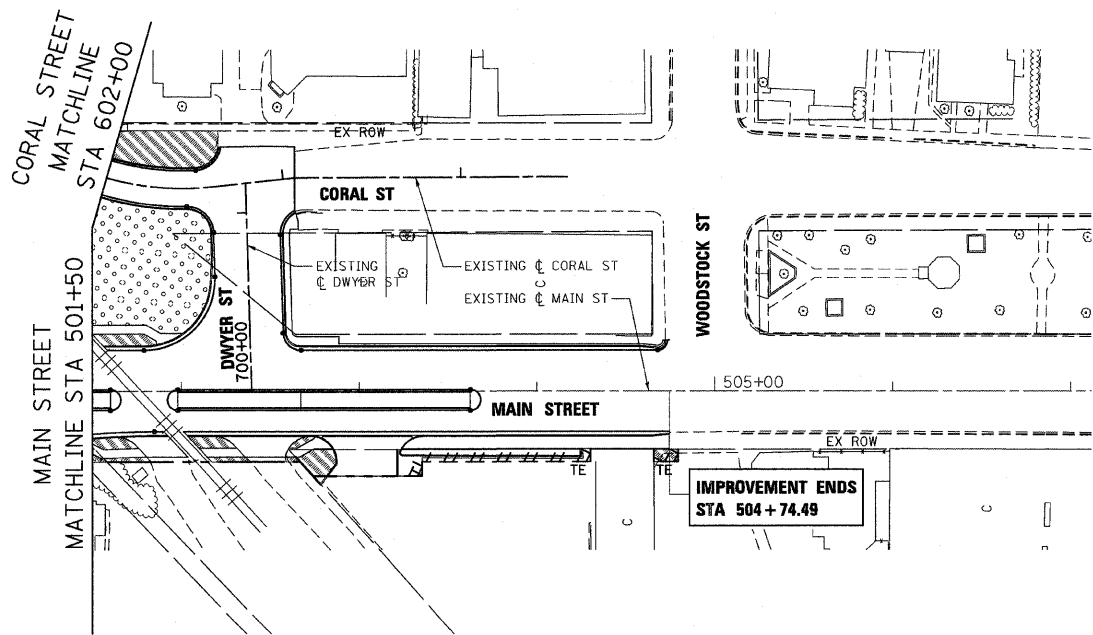 CORAL STREET
MATCHLINE
STA 602+00
EX ROW
CORAL ST
EXISTING
℄ DWYER ST
EXISTING ℄ CORAL ST
C
EXISTING ℄ MAIN ST
DWYER ST
700+00
WOODSTOCK ST
MAIN STREET
MATCHLINE STA 501+50
505+00
MAIN STREET
EX ROW
TE
TE
IMPROVEMENT ENDS
STA 504+74.49
C
C